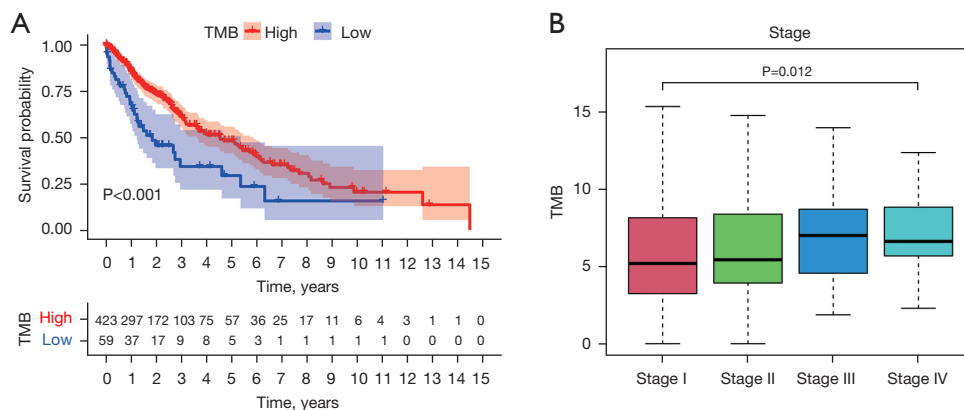 A
TMB High Low
Survival probability
1.00
0.75
0.50
0.25
0.00
P<0.001
0 1 2 3 4 5 6 7 8 9 10 11 12 13 14 15
Time, years
TMB
High 423 297 172 103 75 57 36 25 17 11 6 4 3 1 1 0
Low 59 37 17 9 8 5 3 1 1 1 1 1 0 0 0 0
0 1 2 3 4 5 6 7 8 9 10 11 12 13 14 15
Time, years
B
Stage
P=0.012
TMB
15
10
5
0
Stage I Stage II Stage III Stage IV